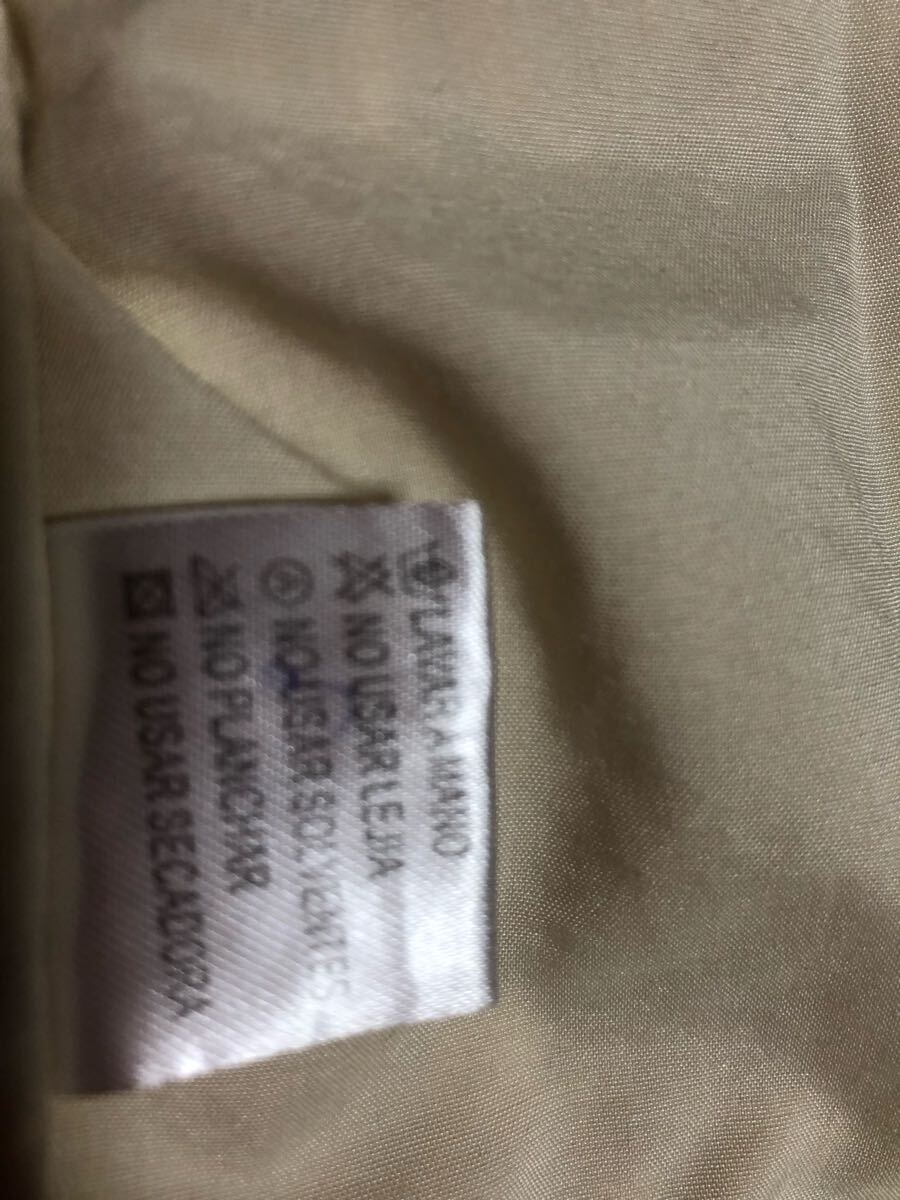 LAVAR A MANO
NO USAR LEJIA
NO USAR SOLVENTES
NO PLANCHAR
NO USAR SECADORA